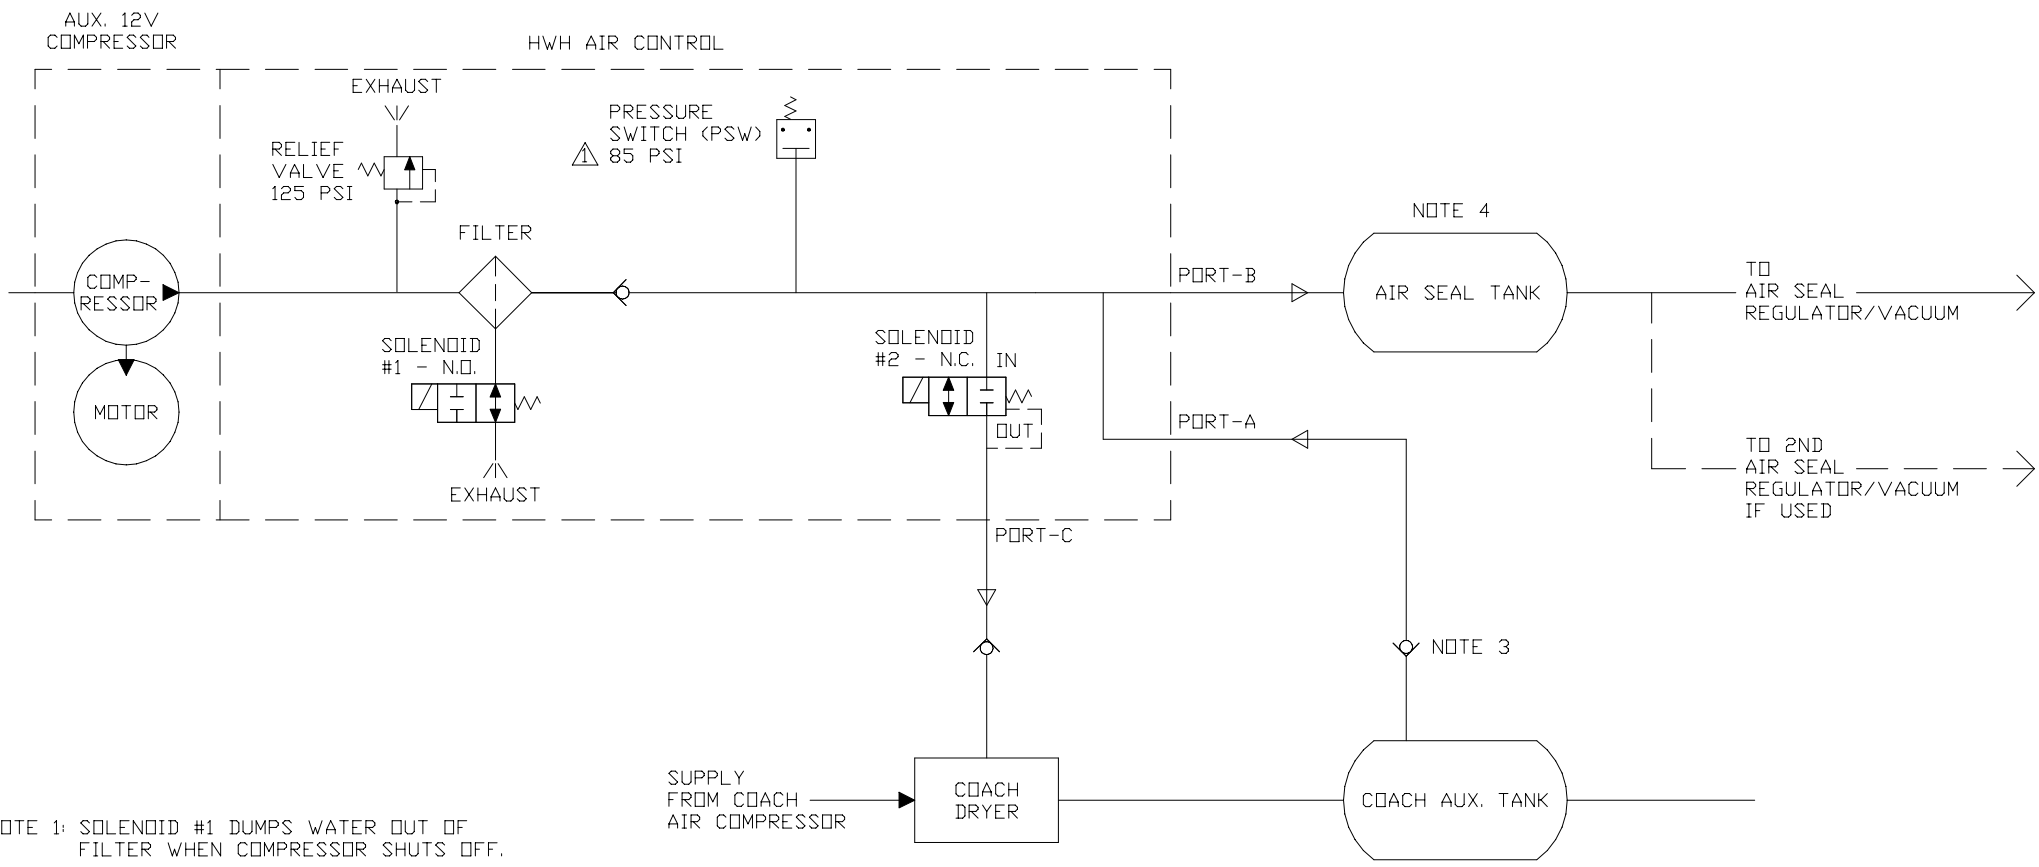 AUX. 12V
COMPRESSOR
HWH AIR CONTROL
EXHAUST
PRESSURE
SWITCH (PSW)
1 85 PSI
RELIEF
VALVE
125 PSI
FILTER
NOTE 4
COMP-
RESSOR
PORT-B
AIR SEAL TANK
TO
AIR SEAL
REGULATOR/VACUUM
SOLENOID
#1 - N.O.
SOLENOID
#2 - N.C. IN
MOTOR
OUT
PORT-A
EXHAUST
TO 2ND
AIR SEAL
REGULATOR/VACUUM
IF USED
PORT-C
NOTE 3
SUPPLY
FROM COACH
AIR COMPRESSOR
COACH
DRYER
COACH AUX. TANK
OTE 1: SOLENOID #1 DUMPS WATER OUT OF
FILTER WHEN COMPRESSOR SHUTS OFF.